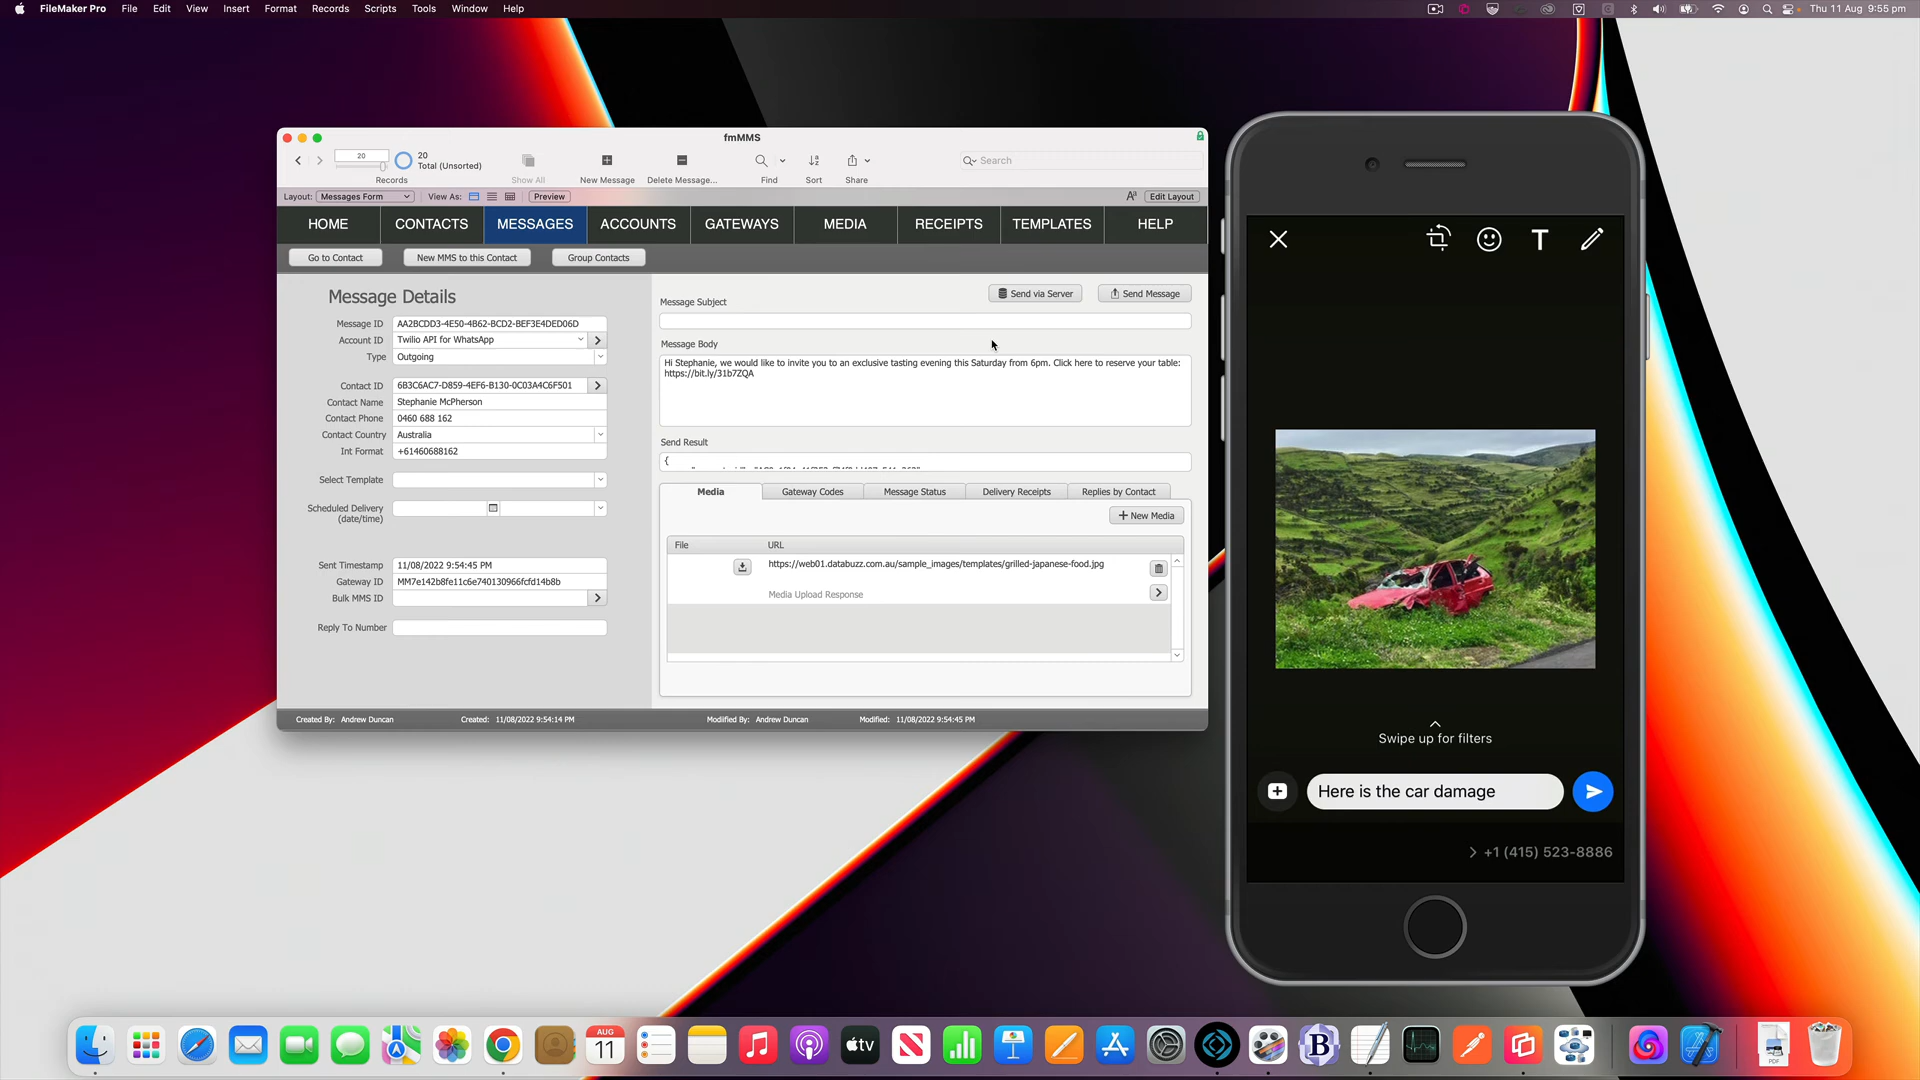 FileMaker Pro File Edit View Insert Format Records Scripts Tools Window Help
Thu 11 Aug 9:55 pm
fmMMS
20
20
Total (Unsorted)
Records
Show All
New Message
Delete Message...
Find
Sort
Share
Search
Layout: Messages Form View As: Preview Aa Edit Layout
HOME CONTACTS MESSAGES ACCOUNTS GATEWAYS MEDIA RECEIPTS TEMPLATES HELP
Go to Contact New MMS to this Contact Group Contacts
Message Details
Message ID AA2BCDD3-4E50-4B62-BCD2-BEF3E4DED06D
Account ID Twilio API for WhatsApp
Type Outgoing
Contact ID 6B3C6AC7-D859-4EF6-B130-0C03A4C6F501
Contact Name Stephanie McPherson
Contact Phone 0460 688 162
Contact Country Australia
Int Format +61460688162
Select Template
Scheduled Delivery
(date/time)
Sent Timestamp 11/08/2022 9:54:45 PM
Gateway ID MM7e142b8fe11c6e740130966fcfd14b8b
Bulk MMS ID
Reply To Number
Send via Server Send Message
Message Subject
Message Body
Hi Stephanie, we would like to invite you to an exclusive tasting evening this Saturday from 6pm. Click here to reserve your table:
https://bit.ly/31b7ZQA
Send Result
{
Media Gateway Codes Message Status Delivery Receipts Replies by Contact
New Media
File URL
https://web01.databuzz.com.au/sample_images/templates/grilled-japanese-food.jpg
Media Upload Response
Created By: Andrew Duncan Created: 11/08/2022 9:54:14 PM Modified By: Andrew Duncan Modified: 11/08/2022 9:54:45 PM
T
Swipe up for filters
Here is the car damage
> +1 (415) 523-8886
AUG
11
tv
B
PDF